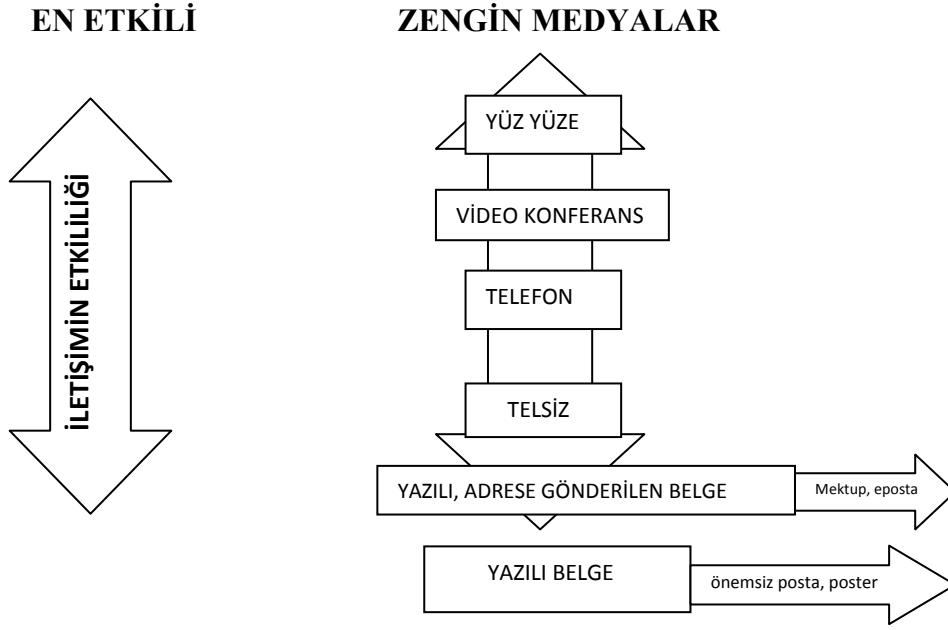 EN ETKİLİ
ZENGİN MEDYALAR
İLETİŞİMİN ETKİLİLİĞİ
YÜZ YÜZE
VİDEO KONFERANS
TELEFON
TELSİZ
YAZILI, ADRESE GÖNDERİLEN BELGE
Mektup, eposta
YAZILI BELGE
önemsiz posta, poster